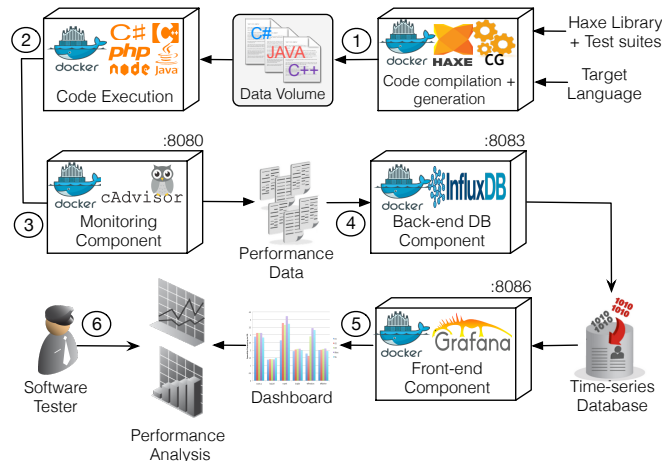 2
C#
php
node
java
docker
Code Execution
C#
JAVA
C++
Data Volume
1
docker
HAXE
CG
Code compilation +
generation
Haxe Library
+ Test suites
Target
Language
:8080
docker
cAdvisor
3
Monitoring
Component
Performance
Data
:8083
docker
InfluxDB
4
Back-end DB
Component
6
Software
Tester
Performance
Analysis
Dashboard
:8086
5
docker
Grafana
Front-end
Component
1010
1010
1010
1010
Time-series
Database